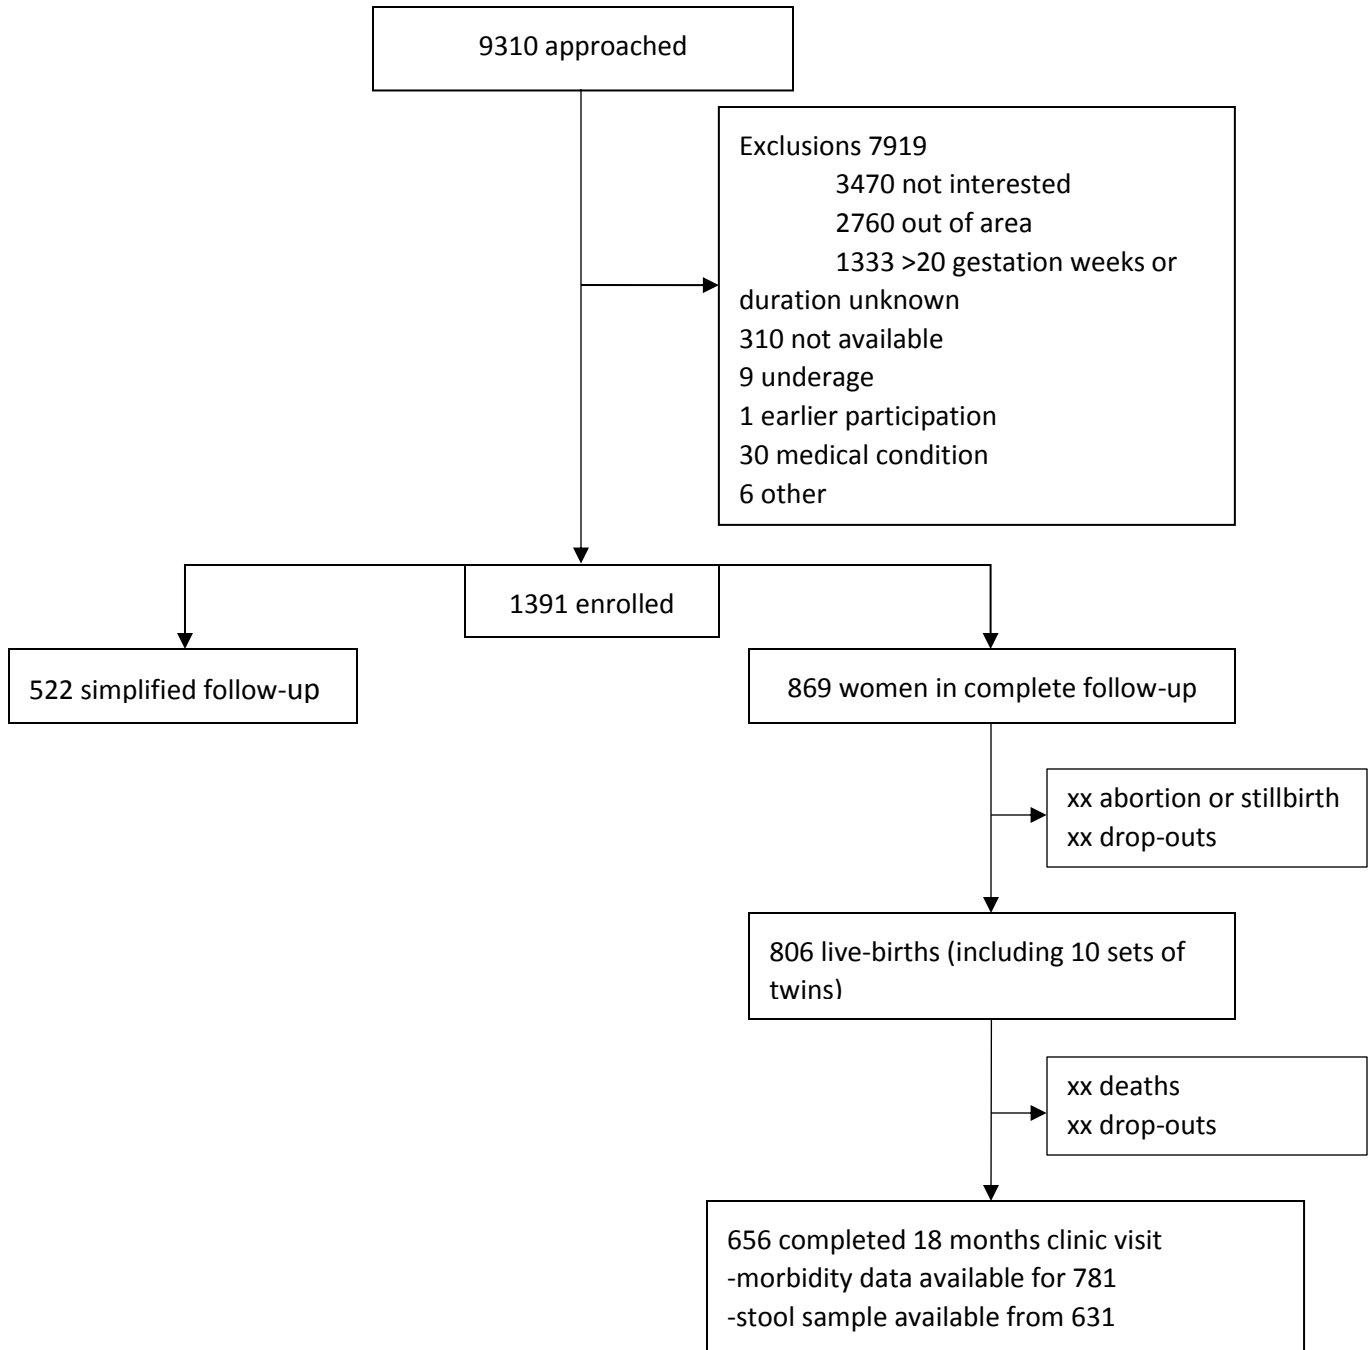 9310 approached
Exclusions 7919
3470 not interested
2760 out of area
1333 >20 gestation weeks or
duration unknown
310 not available
9 underage
1 earlier participation
30 medical condition
6 other
1391 enrolled
522 simplified follow-up
869 women in complete follow-up
xx abortion or stillbirth
xx drop-outs
806 live-births (including 10 sets of
twins)
xx deaths
xx drop-outs
656 completed 18 months clinic visit
-morbidity data available for 781
-stool sample available from 631